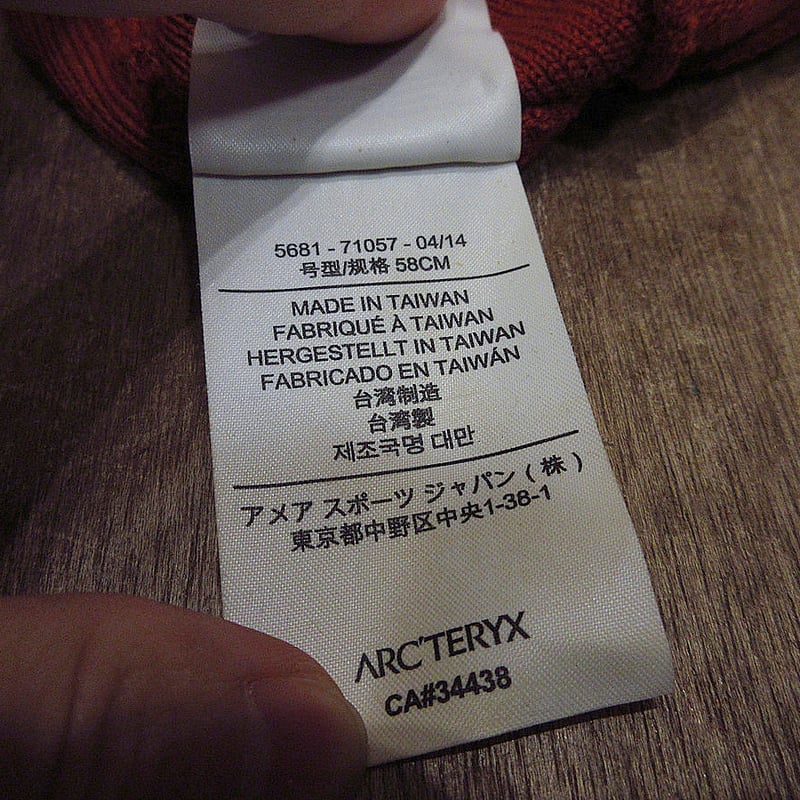 5681 - 71057 - 04/14
号型/规格 58CM
MADE IN TAIWAN
FABRIQUÉ À TAIWAN
HERGESTELLT IN TAIWAN
FABRICADO EN TAIWÁN
台湾制造
台湾製
제조국명 대만
アメア スポーツ ジャパン ( 株 )
東京都中野区中央1-38-1
ARC'TERYX
CA#34438